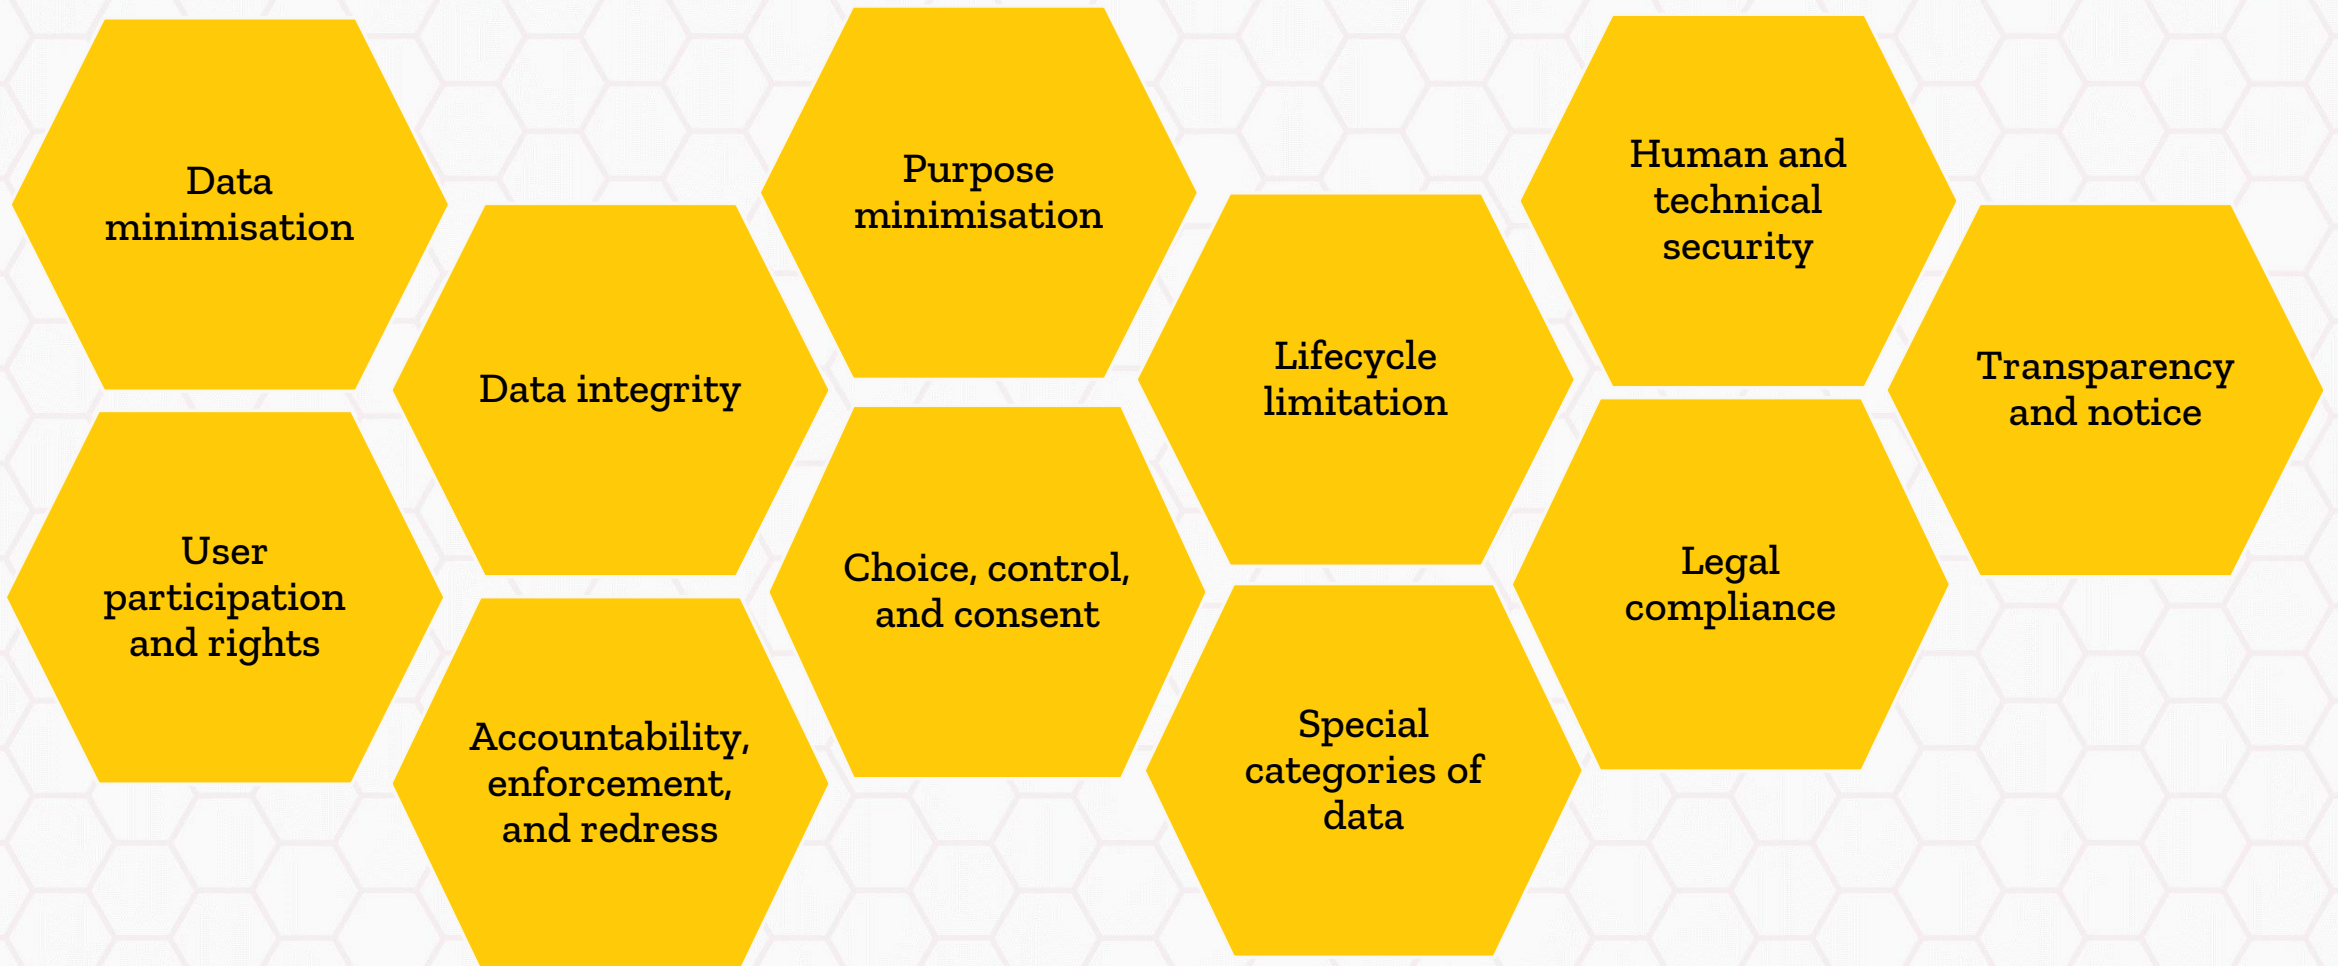 Data
minimisation
Data integrity
Purpose
minimisation
Lifecycle
limitation
Human and
technical
security
Transparency
and notice
User
participation
and rights
Accountability,
enforcement,
and redress
Choice, control,
and consent
Special
categories of
data
Legal
compliance